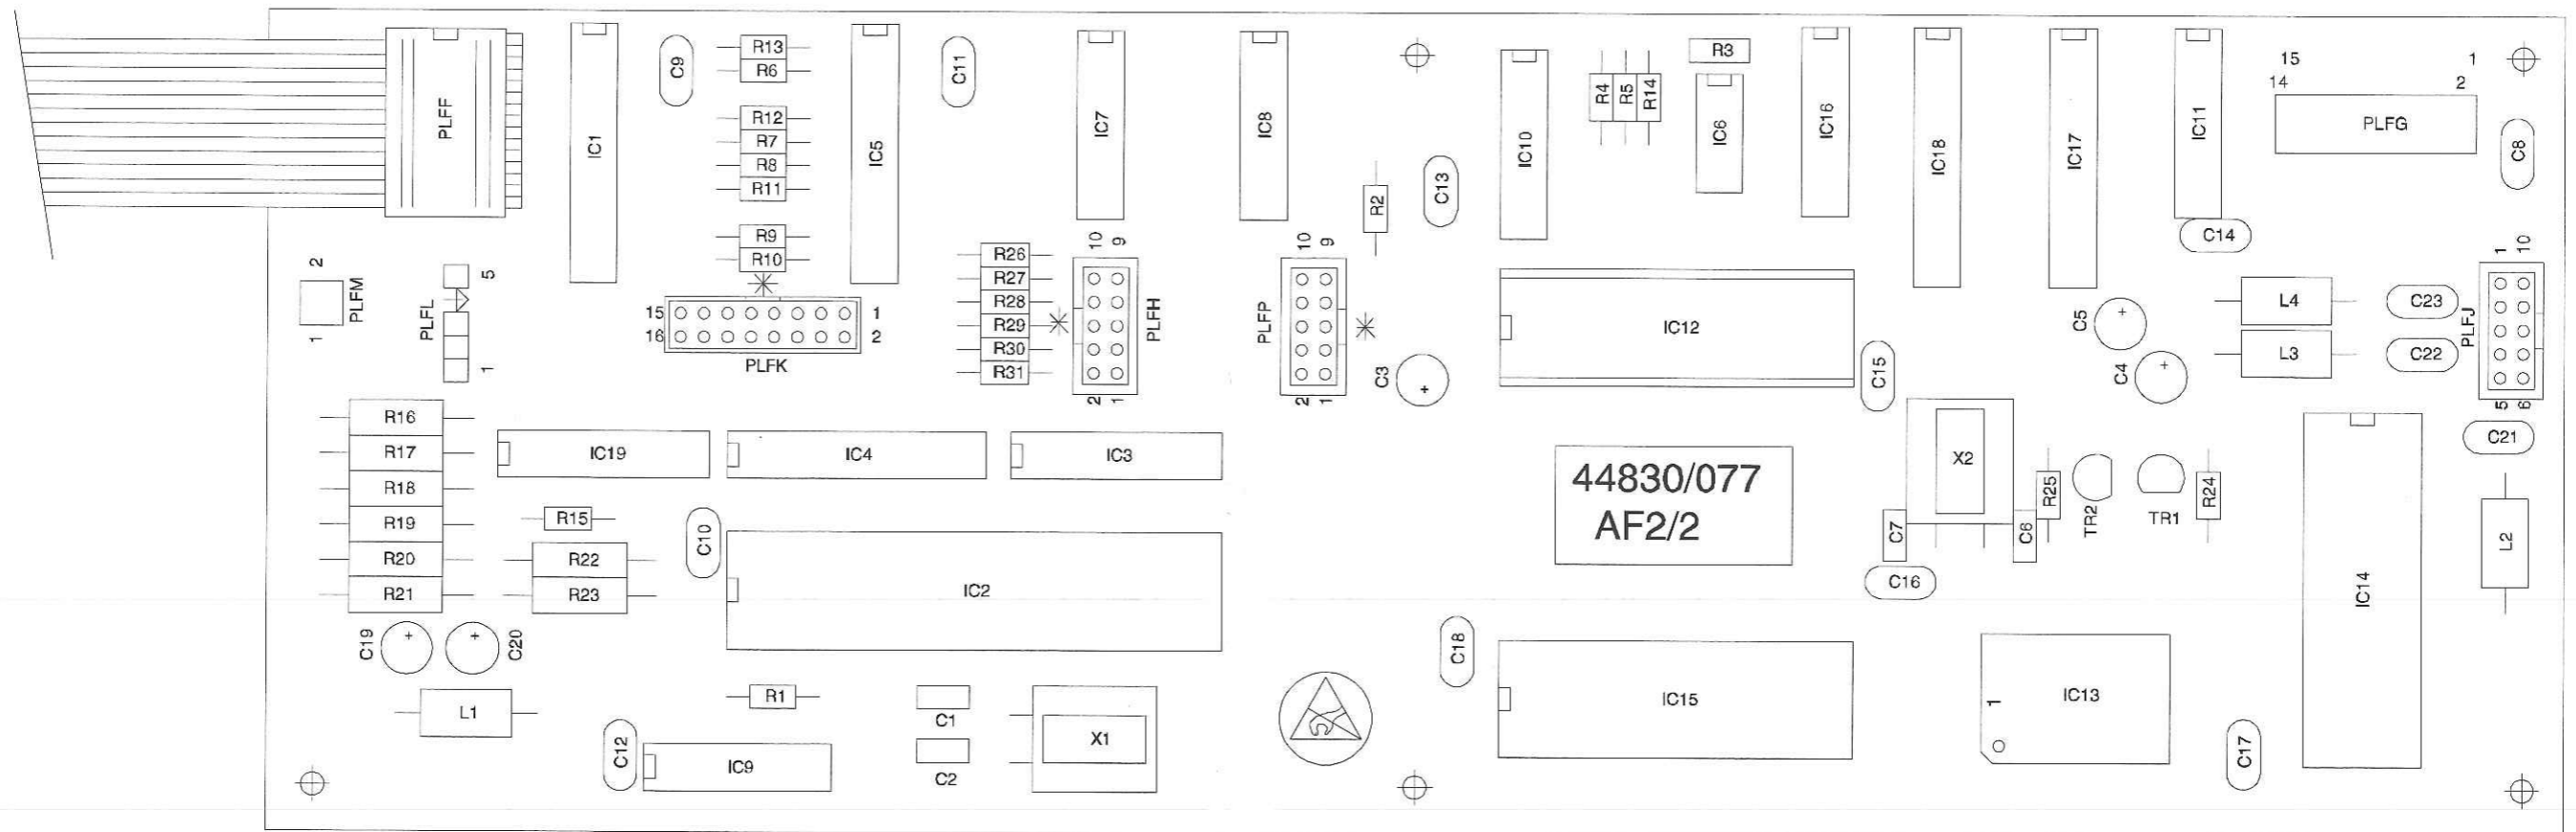 PLFF
IC1
C9
R13
R6
R12
R7
R8
R11
R9
R10
IC5
C11
IC7
IC8
R2
C13
IC10
R4
R5
R14
R3
IC6
IC16
IC18
IC17
IC11
15
1
14
2
PLFG
C8
C14
2
PLFM
1
PLFL
5
1
15
16
1
2
PLFK
R26
R27
R28
R29
R30
R31
10
9
PLFH
2
1
10
9
PLFP
2
1
C3
+
IC12
C15
C5
+
C4
+
L4
L3
C23
C22
1
10
PLFJ
5
6
C21
R16
R17
R18
R19
R20
R21
IC19
IC4
IC3
R15
R22
R23
C10
IC2
44830/077
AF2/2
X2
C7
C6
R25
TR2
TR1
R24
C16
IC14
L2
C19
+
+
C20
L1
R1
C12
IC9
C1
C2
X1
C18
IC15
1
IC13
C17